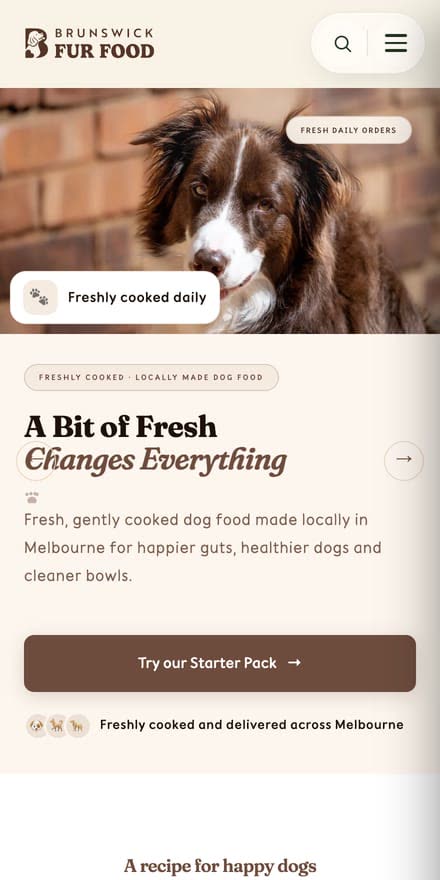 BRUNSWICK
FUR FOOD
FRESH DAILY ORDERS
Freshly cooked daily
FRESHLY COOKED · LOCALLY MADE DOG FOOD
A Bit of Fresh
Changes Everything
Fresh, gently cooked dog food made locally in
Melbourne for happier guts, healthier dogs and
cleaner bowls.
Try our Starter Pack →
Freshly cooked and delivered across Melbourne
A recipe for happy dogs